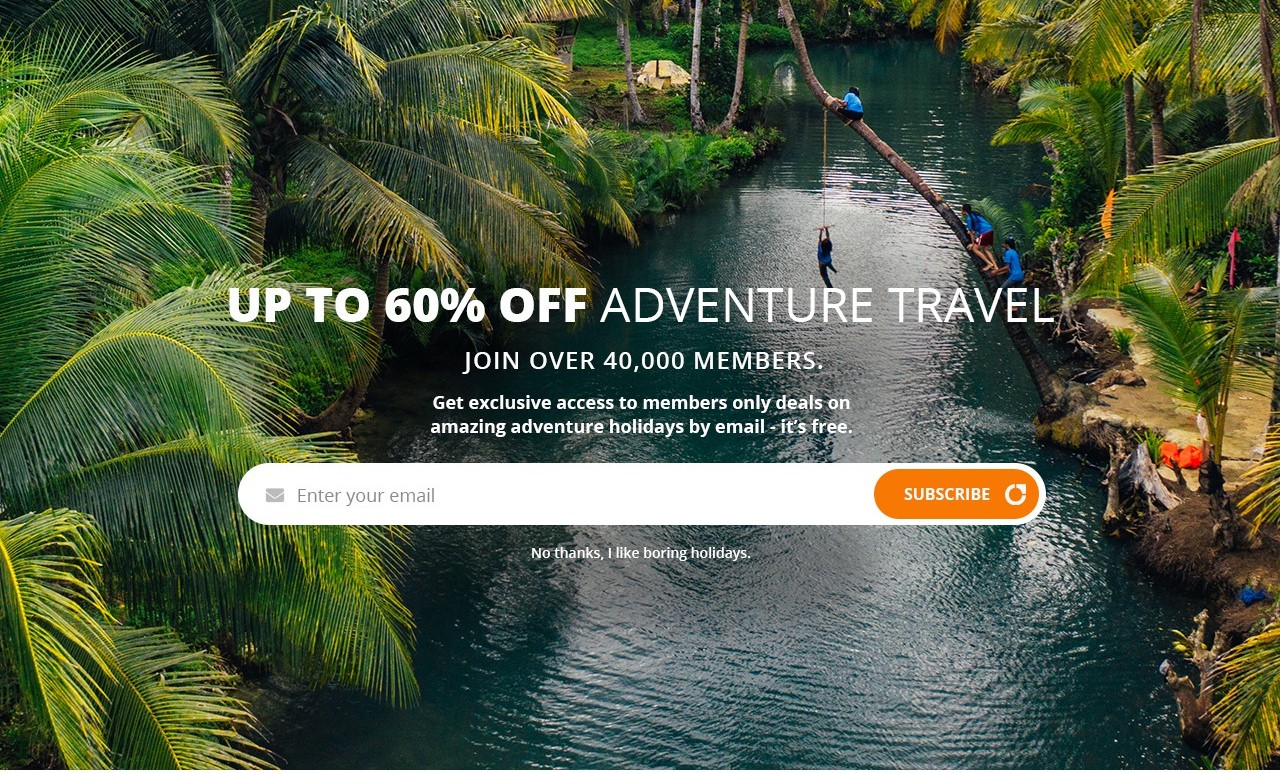 UP TO 60% OFF ADVENTURE TRAVEL
JOIN OVER 40,000 MEMBERS.
Get exclusive access to members only deals on
amazing adventure holidays by email - it’s free.
Enter your email
SUBSCRIBE
No thanks, I like boring holidays.